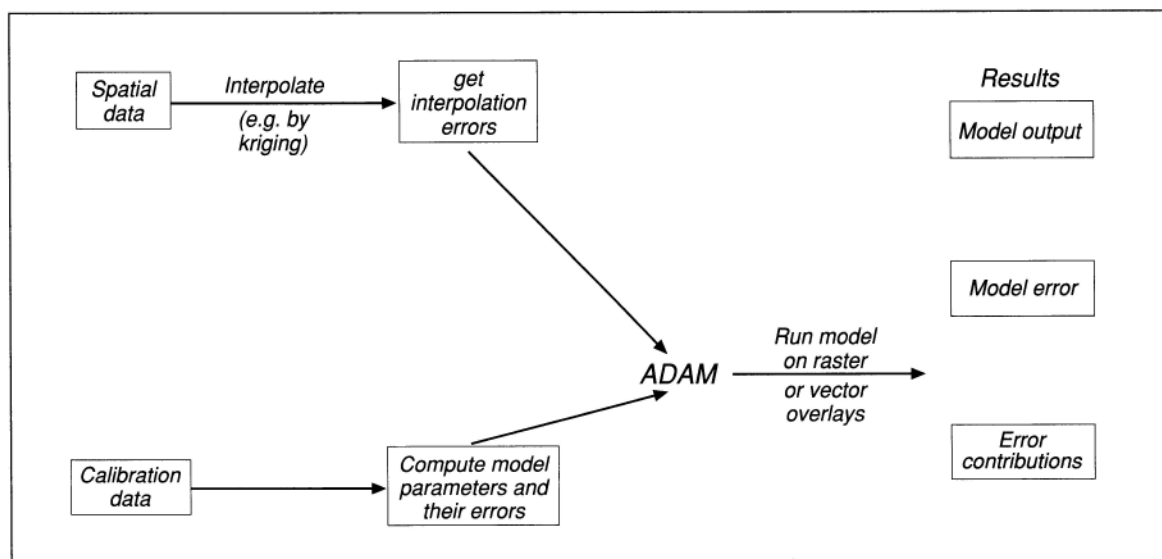 Spatial
data
Interpolate
(e.g. by
kriging)
get
interpolation
errors
Results
Model output
Model error
ADAM
Run model
on raster
or vector
overlays
Error
contributions
Calibration
data
Compute model
parameters and
their errors